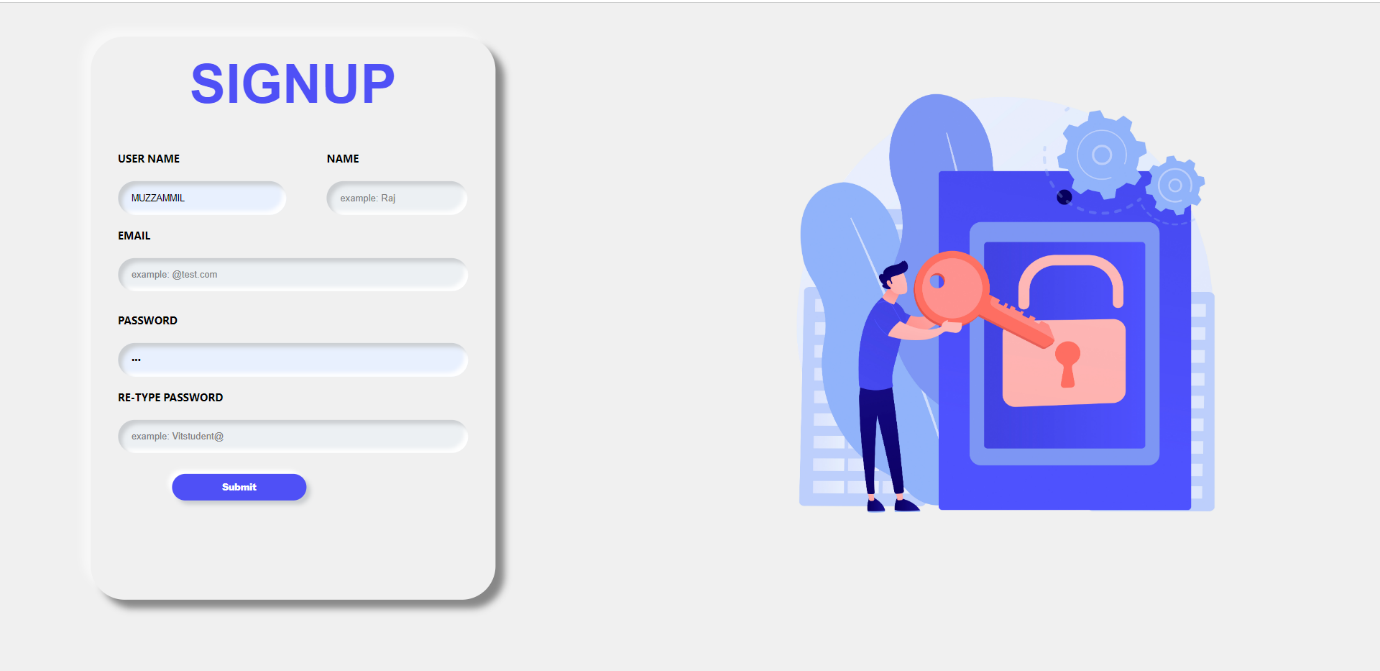 SIGNUP
USER NAME NAME
MUZZAMMIL example: Raj
EMAIL
example: @test.com
PASSWORD
•••
RE-TYPE PASSWORD
example: Vitstudent@
Submit